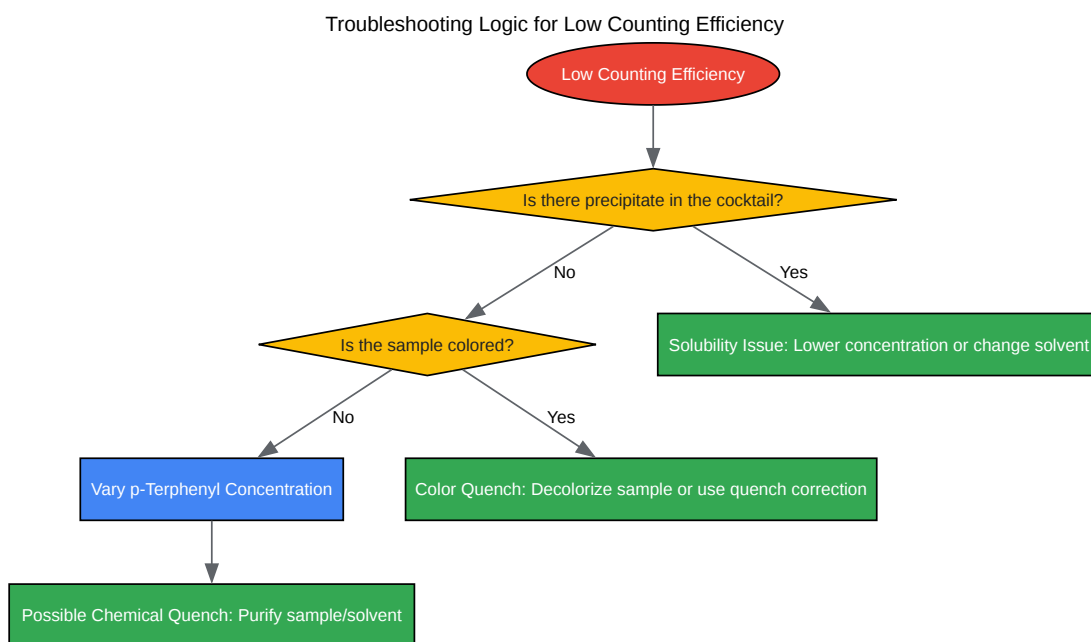 Troubleshooting Logic for Low Counting Efficiency
Low Counting Efficiency
Is there precipitate in the cocktail?
No
Yes
Is the sample colored?
Solubility Issue: Lower concentration or change solvent
No
Yes
Vary p-Terphenyl Concentration
Color Quench: Decolorize sample or use quench correction
Possible Chemical Quench: Purify sample/solvent